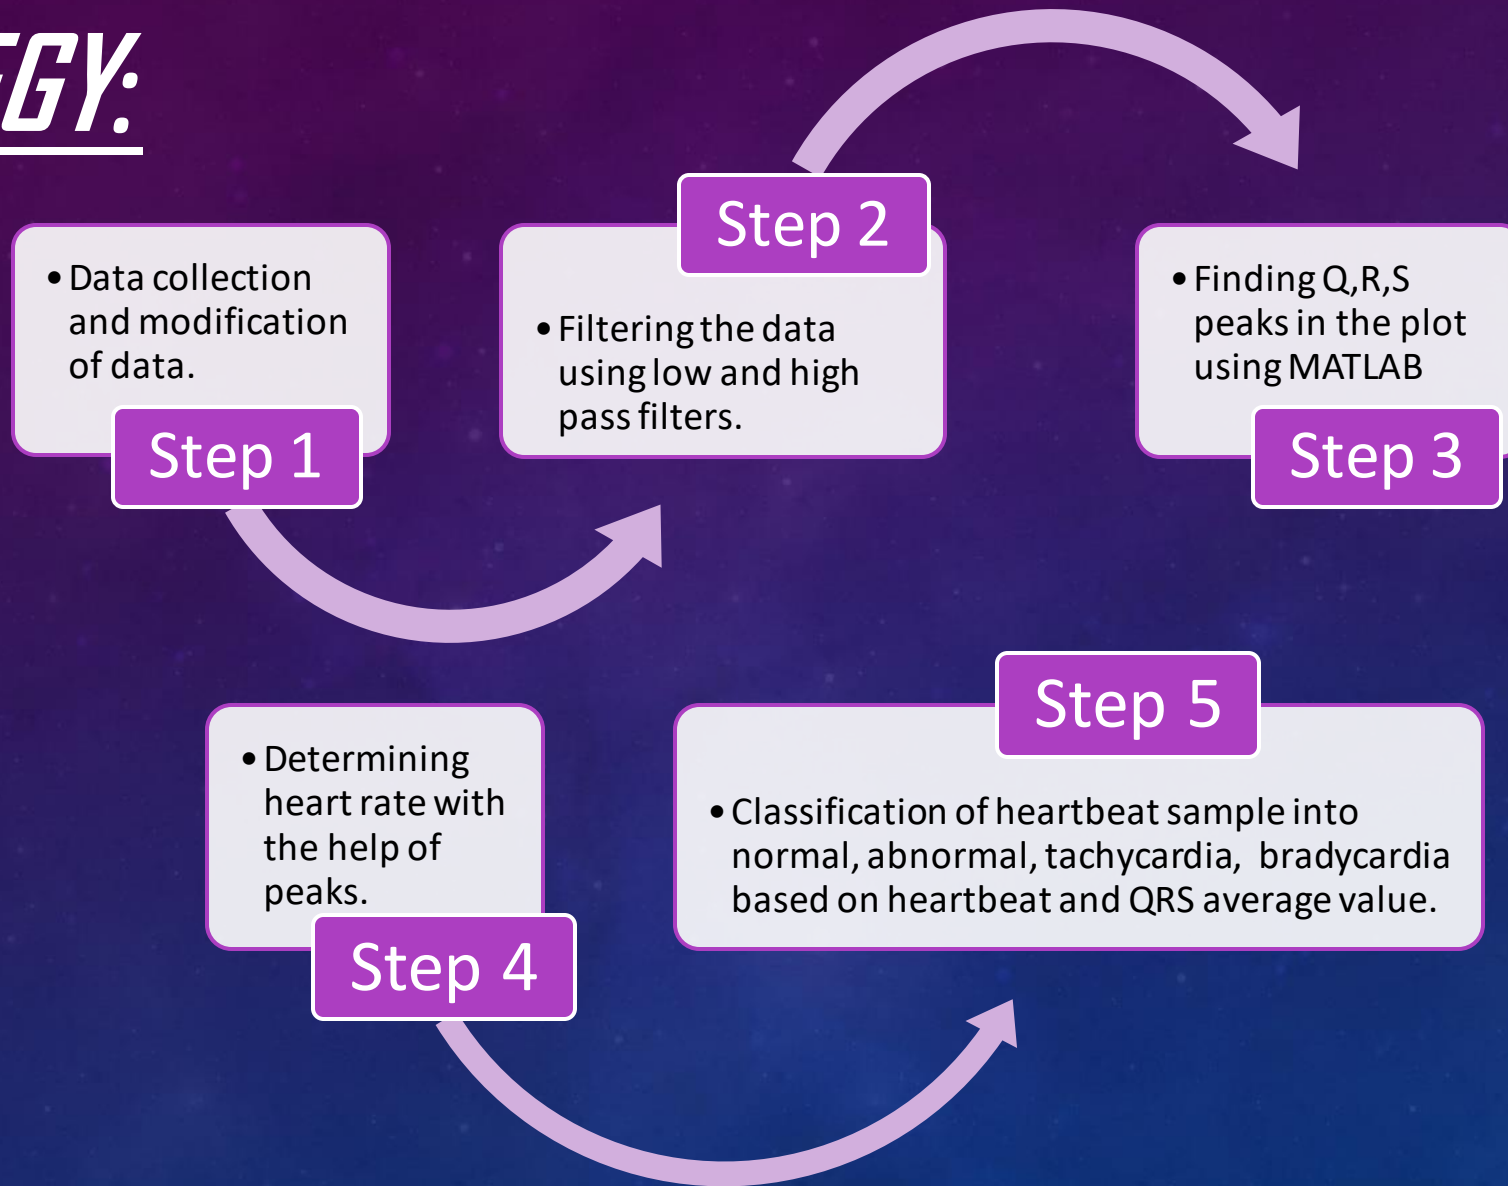 EGY:
• Data collection
and modification
of data.
Step 1
Step 2
• Filtering the data
using low and high
pass filters.
• Finding Q,R,S
peaks in the plot
using MATLAB
Step 3
• Determining
heart rate with
the help of
peaks.
Step 4
Step 5
• Classification of heartbeat sample into
normal, abnormal, tachycardia, bradycardia
based on heartbeat and QRS average value.